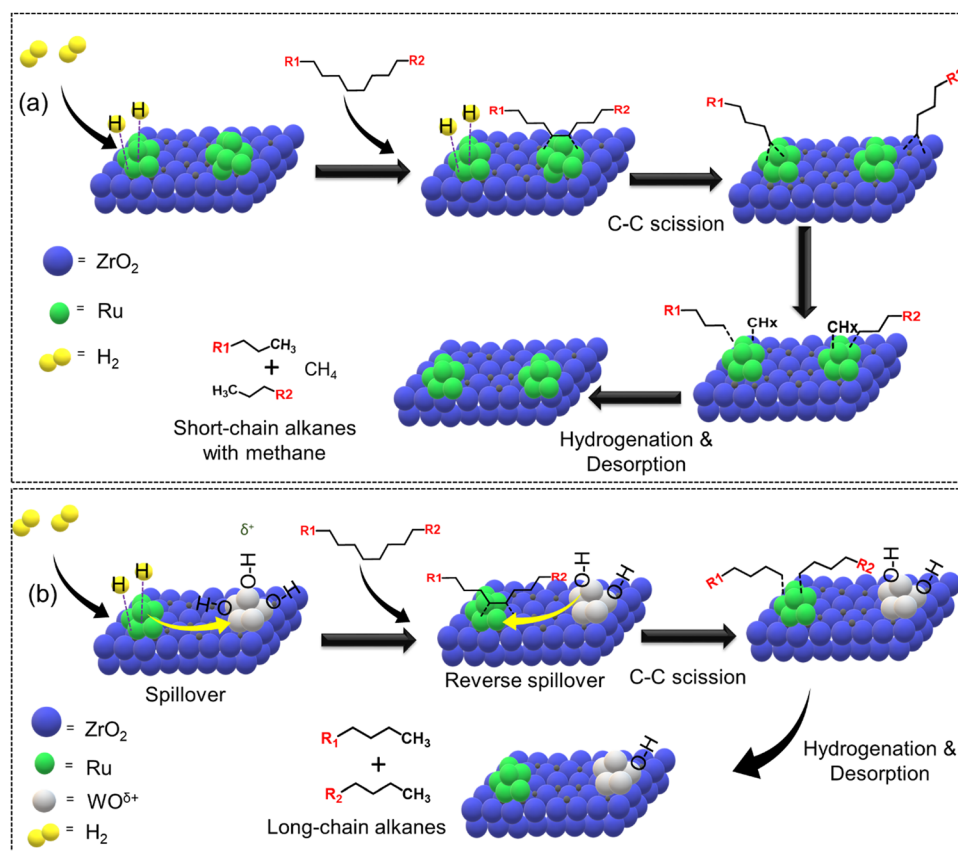 (a)
H
H
R1
R2
H
H
R1
R2
R1
R2
C-C scission
= ZrO2
= Ru
= H2
R1
CHx
CHx
R2
R1 CH3
+ CH4
H3C R2
Short-chain alkanes
with methane
Hydrogenation &
Desorption
(b)
H
H
δ+
H-O
O-H
O-H
Spillover
R1
R2
R1
R2
O-H
O-H
Reverse spillover
C-C scission
R1
R2
O-H
O-H
= ZrO2
= Ru
= WOδ+
= H2
R1 CH3
+
R2 CH3
Long-chain alkanes
O-H
Hydrogenation &
Desorption